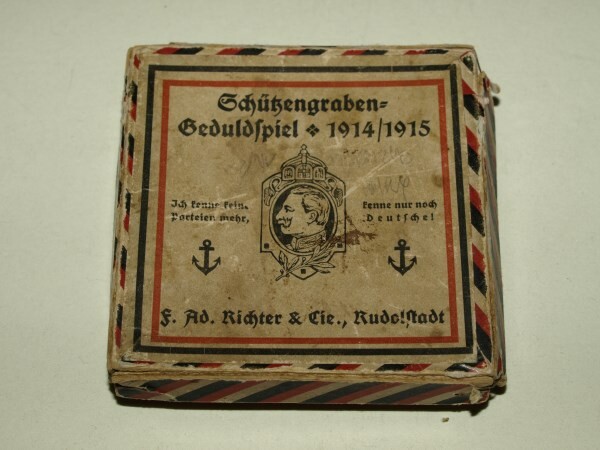 Schützengraben-
Geduldspiel ❖ 1914/1915
Ich kenne keine
Parteien mehr,
kenne nur noch
Deutsche!
F. Ad. Richter & Cie., Rudolstadt